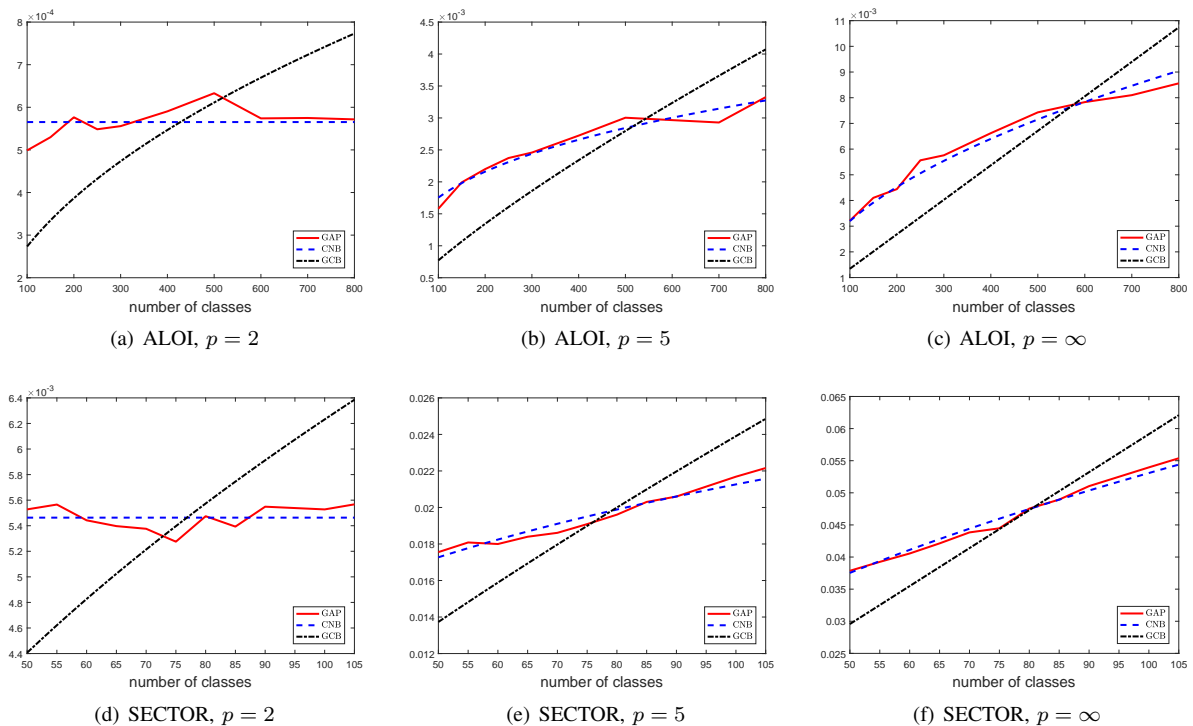 ×10⁻⁴
8
7
6
5
4
3
2
100 200 300 400 500 600 700 800
number of classes
GAP
CNB
GCB
(a) ALOI, p = 2
×10⁻³
4.5
4
3.5
3
2.5
2
1.5
1
0.5
100 200 300 400 500 600 700 800
number of classes
GAP
CNB
GCB
(b) ALOI, p = 5
×10⁻³
11
10
9
8
7
6
5
4
3
2
1
100 200 300 400 500 600 700 800
number of classes
GAP
CNB
GCB
(c) ALOI, p = ∞
×10⁻³
6.4
6.2
6
5.8
5.6
5.4
5.2
5
4.8
4.6
4.4
50 55 60 65 70 75 80 85 90 95 100 105
number of classes
GAP
CNB
GCB
(d) SECTOR, p = 2
0.026
0.024
0.022
0.02
0.018
0.016
0.014
0.012
50 55 60 65 70 75 80 85 90 95 100 105
number of classes
GAP
CNB
GCB
(e) SECTOR, p = 5
0.065
0.06
0.055
0.05
0.045
0.04
0.035
0.03
0.025
50 55 60 65 70 75 80 85 90 95 100 105
number of classes
GAP
CNB
GCB
(f) SECTOR, p = ∞